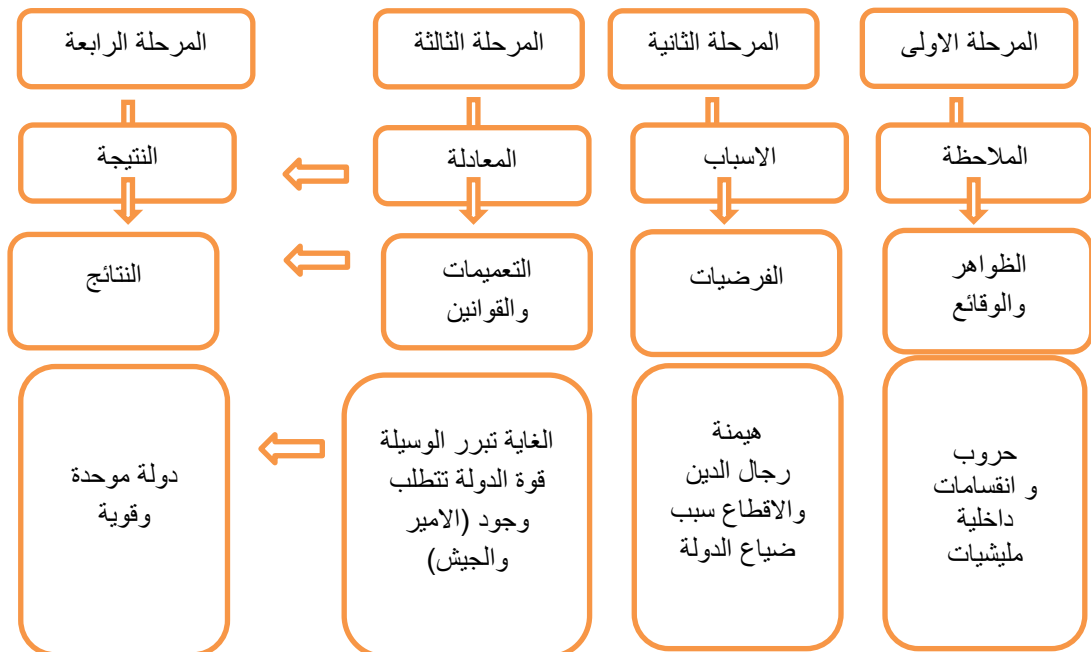 المرحلة الاولى
المرحلة الثانية
المرحلة الثالثة
المرحلة الرابعة
الملاحظة
الاسباب
المعادلة
النتيجة
الظواهر
والوقائع
الفرضيات
التعميمات
والقوانين
النتائج
حروب
و انقسامات
داخلية
مليشيات
هيمنة
رجال الدين
والاقطاع سبب
ضياع الدولة
الغاية تبرر الوسيلة
قوة الدولة تتطلب
وجود (الامير
والجيش)
دولة موحدة
وقوية